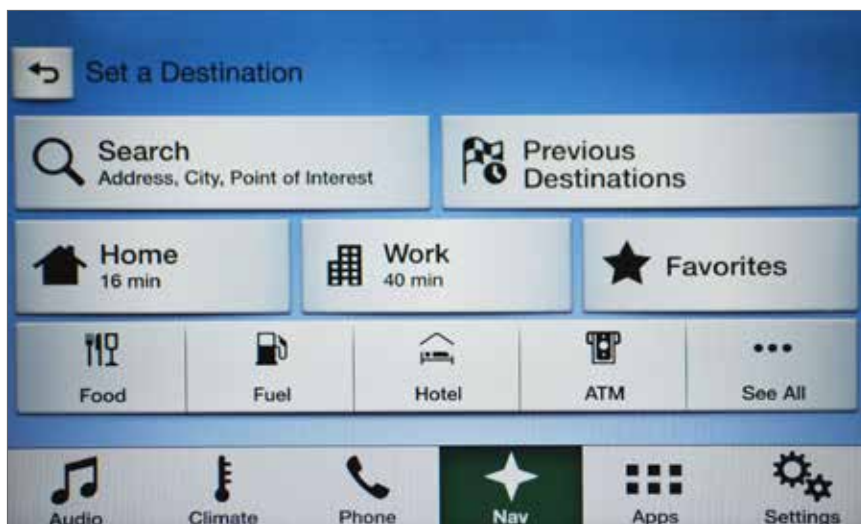 Set a Destination
Search
Address, City, Point of Interest
Previous
Destinations
Home
16 min
Work
40 min
Favorites
Food
Fuel
Hotel
ATM
See All
Audio
Climate
Phone
Nav
Apps
Settings